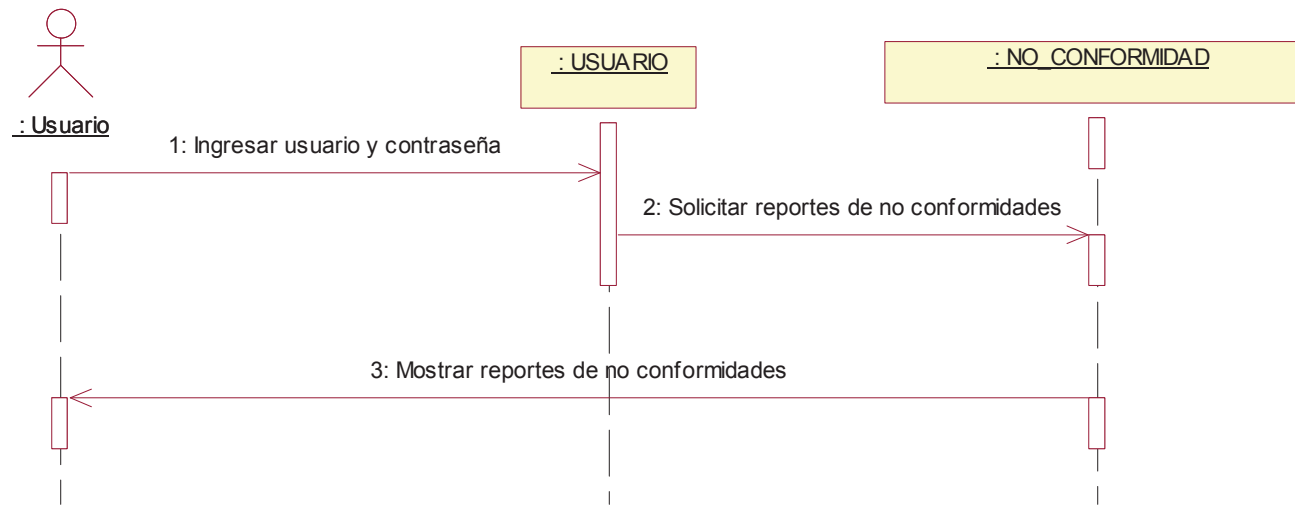 : USUARIO
: NO_CONFORMIDAD
: Usuario
1: Ingresar usuario y contraseña
2: Solicitar reportes de no conformidades
3: Mostrar reportes de no conformidades